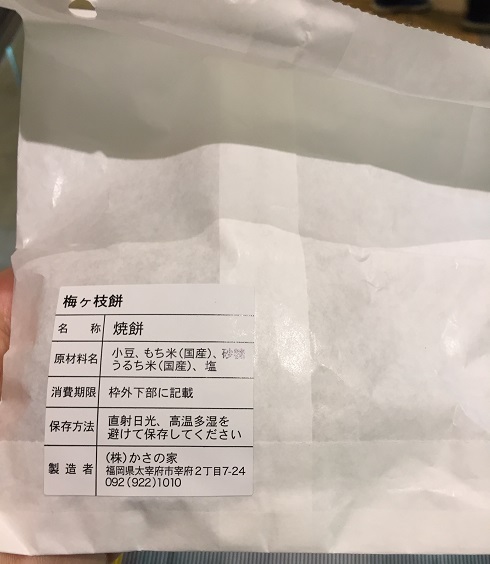 梅ヶ枝餅
名 称 焼餅
原材料名 小豆、もち米(国産)、砂糖
うるち米(国産)、塩
消費期限 枠外下部に記載
保存方法 直射日光、高温多湿を
避けて保存してください
製造者 (株)かさの家
福岡県太宰府市宰府2丁目7-24
092(922)1010